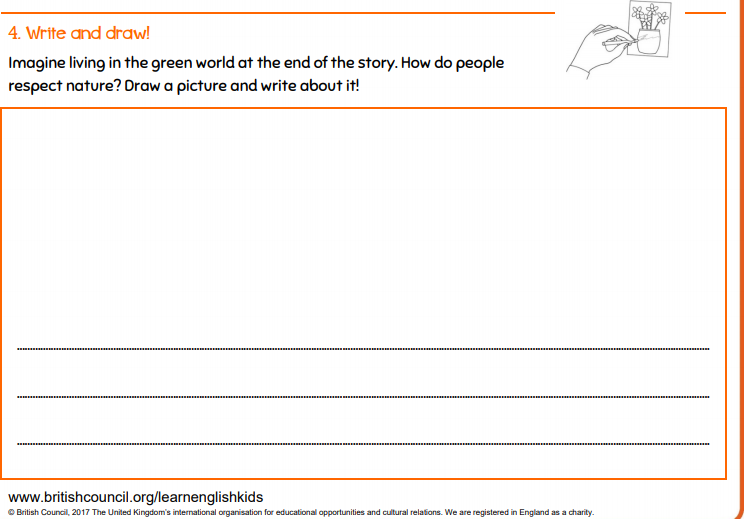 4. Write and draw!
Imagine living in the green world at the end of the story. How do people
respect nature? Draw a picture and write about it!
www.britishcouncil.org/learnenglishkids
© British Council, 2017 The United Kingdom's international organisation for educational opportunities and cultural relations. We are registered in England as a charity.